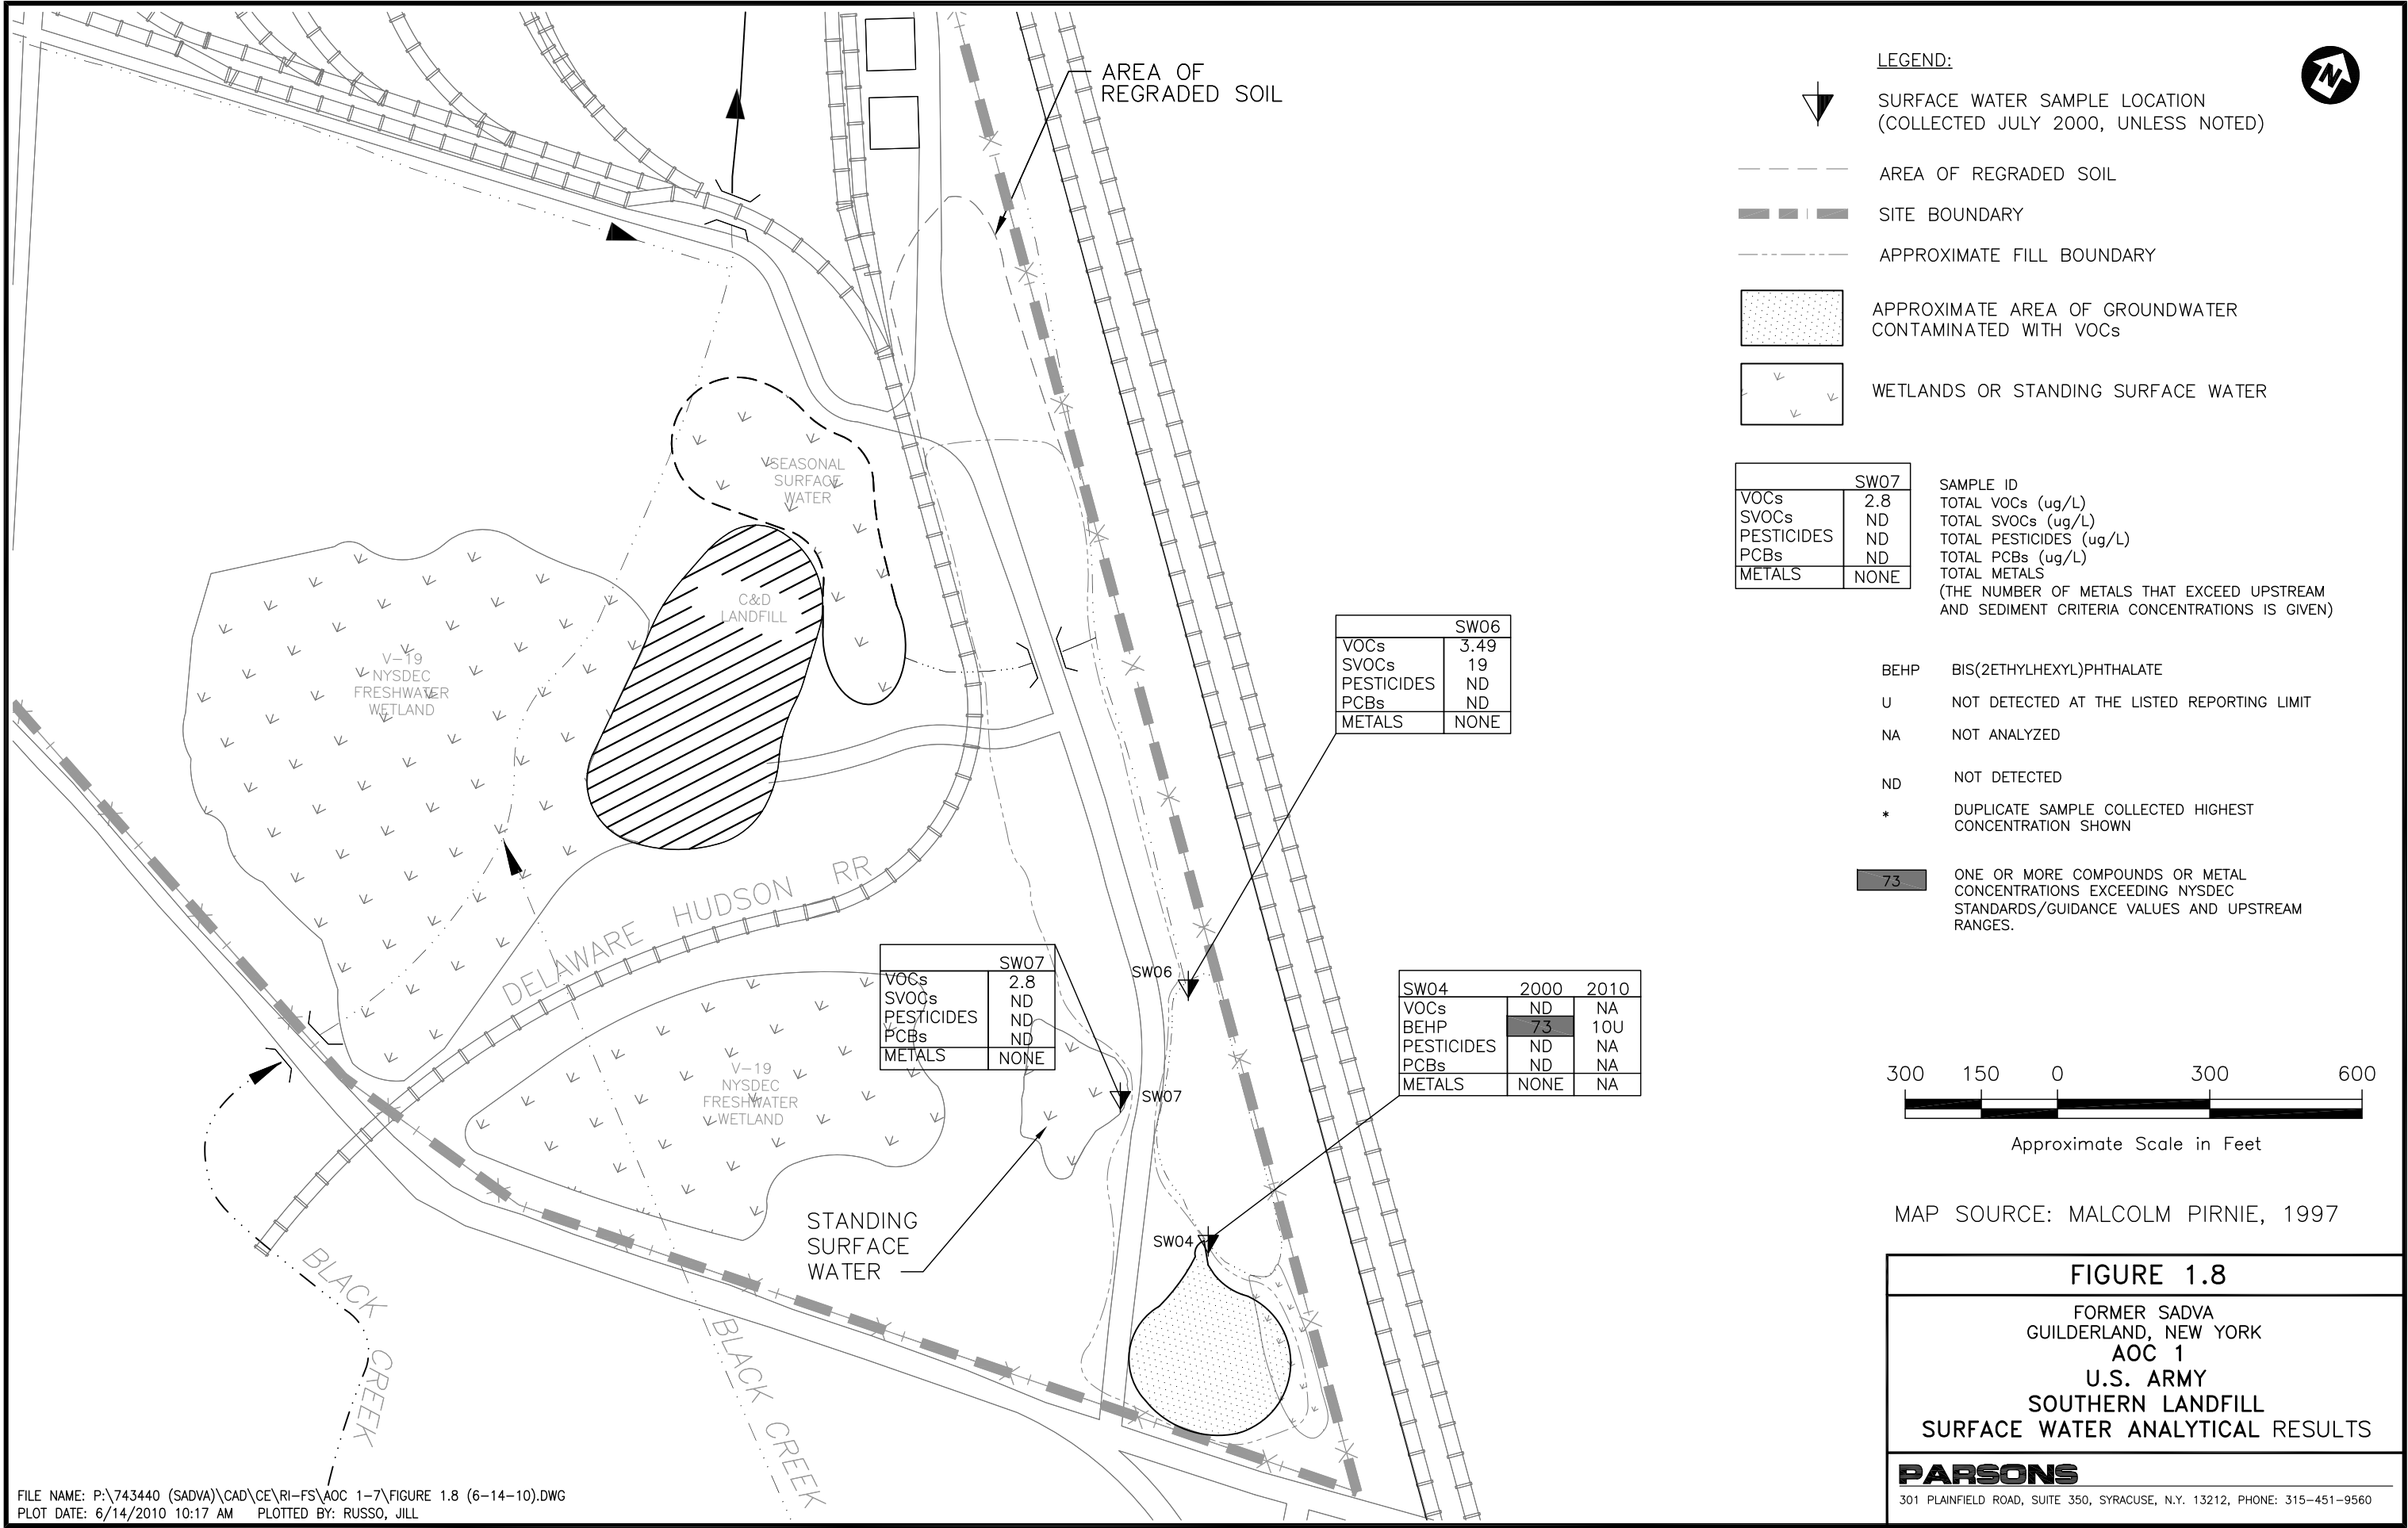 AREA OF
REGRADED SOIL
LEGEND:
N
SURFACE WATER SAMPLE LOCATION
(COLLECTED JULY 2000, UNLESS NOTED)
AREA OF REGRADED SOIL
SITE BOUNDARY
APPROXIMATE FILL BOUNDARY
APPROXIMATE AREA OF GROUNDWATER
CONTAMINATED WITH VOCs
WETLANDS OR STANDING SURFACE WATER
SW07
VOCs 2.8
SVOCs ND
PESTICIDES ND
PCBs ND
METALS NONE
SAMPLE ID
TOTAL VOCs (ug/L)
TOTAL SVOCs (ug/L)
TOTAL PESTICIDES (ug/L)
TOTAL PCBs (ug/L)
TOTAL METALS
(THE NUMBER OF METALS THAT EXCEED UPSTREAM
AND SEDIMENT CRITERIA CONCENTRATIONS IS GIVEN)
BEHP BIS(2ETHYLHEXYL)PHTHALATE
U NOT DETECTED AT THE LISTED REPORTING LIMIT
NA NOT ANALYZED
ND NOT DETECTED
* DUPLICATE SAMPLE COLLECTED HIGHEST
CONCENTRATION SHOWN
73 ONE OR MORE COMPOUNDS OR METAL
CONCENTRATIONS EXCEEDING NYSDEC
STANDARDS/GUIDANCE VALUES AND UPSTREAM
RANGES.
SEASONAL
SURFACE
WATER
C&D
LANDFILL
V-19
NYSDEC
FRESHWATER
WETLAND
SW06
VOCs 3.49
SVOCs 19
PESTICIDES ND
PCBs ND
METALS NONE
DELAWARE HUDSON RR
SW07
VOCs 2.8
SVOCs ND
PESTICIDES ND
PCBs ND
METALS NONE
SW06
SW04 2000 2010
VOCs ND NA
BEHP 73 10U
PESTICIDES ND NA
PCBs ND NA
METALS NONE NA
V-19
NYSDEC
FRESHWATER
WETLAND
SW07
STANDING
SURFACE
WATER
SW04
BLACK
CREEK
BLACK CREEK
300 150 0 300 600
Approximate Scale in Feet
MAP SOURCE: MALCOLM PIRNIE, 1997
FIGURE 1.8
FORMER SADVA
GUILDERLAND, NEW YORK
AOC 1
U.S. ARMY
SOUTHERN LANDFILL
SURFACE WATER ANALYTICAL RESULTS
PARSONS
301 PLAINFIELD ROAD, SUITE 350, SYRACUSE, N.Y. 13212, PHONE: 315-451-9560
FILE NAME: P:\743440 (SADVA)\CAD\CE\RI-FS\AOC 1-7\FIGURE 1.8 (6-14-10).DWG
PLOT DATE: 6/14/2010 10:17 AM PLOTTED BY: RUSSO, JILL